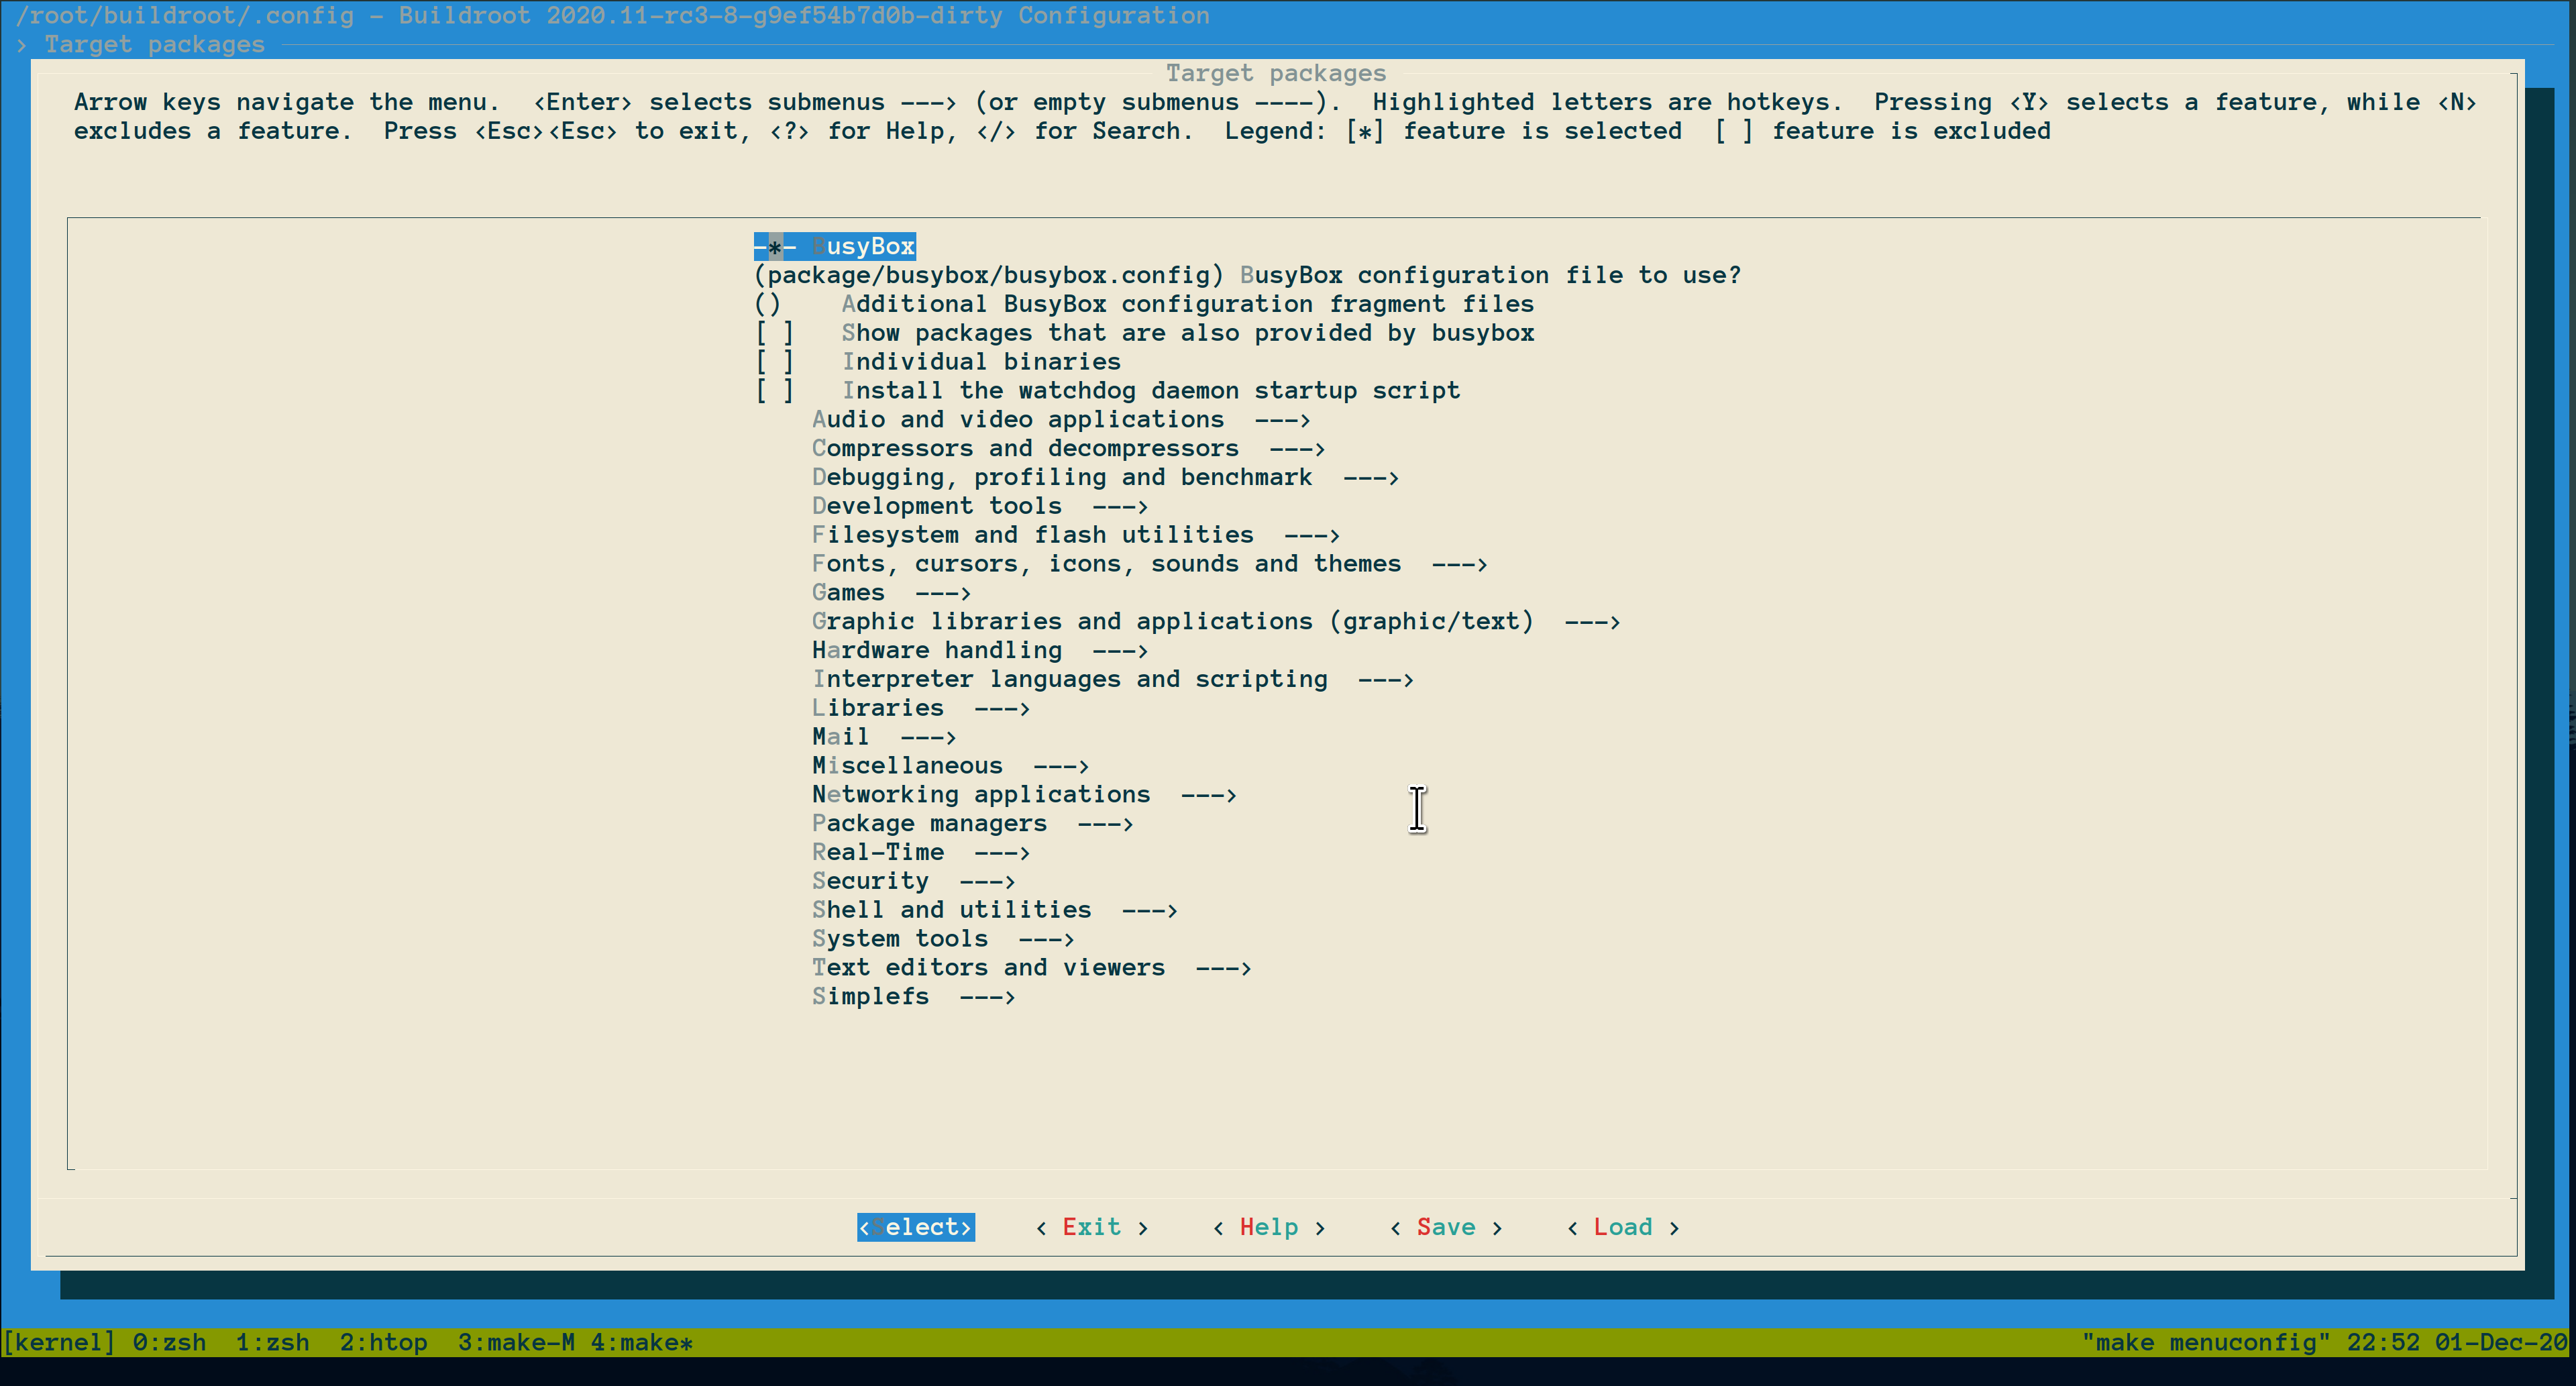 /root/buildroot/.config - Buildroot 2020.11-rc3-8-g9ef54b7d0b-dirty Configuration
> Target packages
Target packages
Arrow keys navigate the menu.  <Enter> selects submenus ---> (or empty submenus ----).  Highlighted letters are hotkeys.  Pressing <Y> selects a feature, while <N>
excludes a feature.  Press <Esc><Esc> to exit, <?> for Help, </> for Search.  Legend: [*] feature is selected  [ ] feature is excluded
-*- BusyBox
(package/busybox/busybox.config) BusyBox configuration file to use?
()    Additional BusyBox configuration fragment files
[ ]   Show packages that are also provided by busybox
[ ]   Individual binaries
[ ]   Install the watchdog daemon startup script
Audio and video applications  --->
Compressors and decompressors  --->
Debugging, profiling and benchmark  --->
Development tools  --->
Filesystem and flash utilities  --->
Fonts, cursors, icons, sounds and themes  --->
Games  --->
Graphic libraries and applications (graphic/text)  --->
Hardware handling  --->
Interpreter languages and scripting  --->
Libraries  --->
Mail  --->
Miscellaneous  --->
Networking applications  --->
Package managers  --->
Real-Time  --->
Security  --->
Shell and utilities  --->
System tools  --->
Text editors and viewers  --->
Simplefs  --->
<Select>    < Exit >    < Help >    < Save >    < Load >
[kernel] 0:zsh  1:zsh  2:htop  3:make-M 4:make*    "make menuconfig" 22:52 01-Dec-20